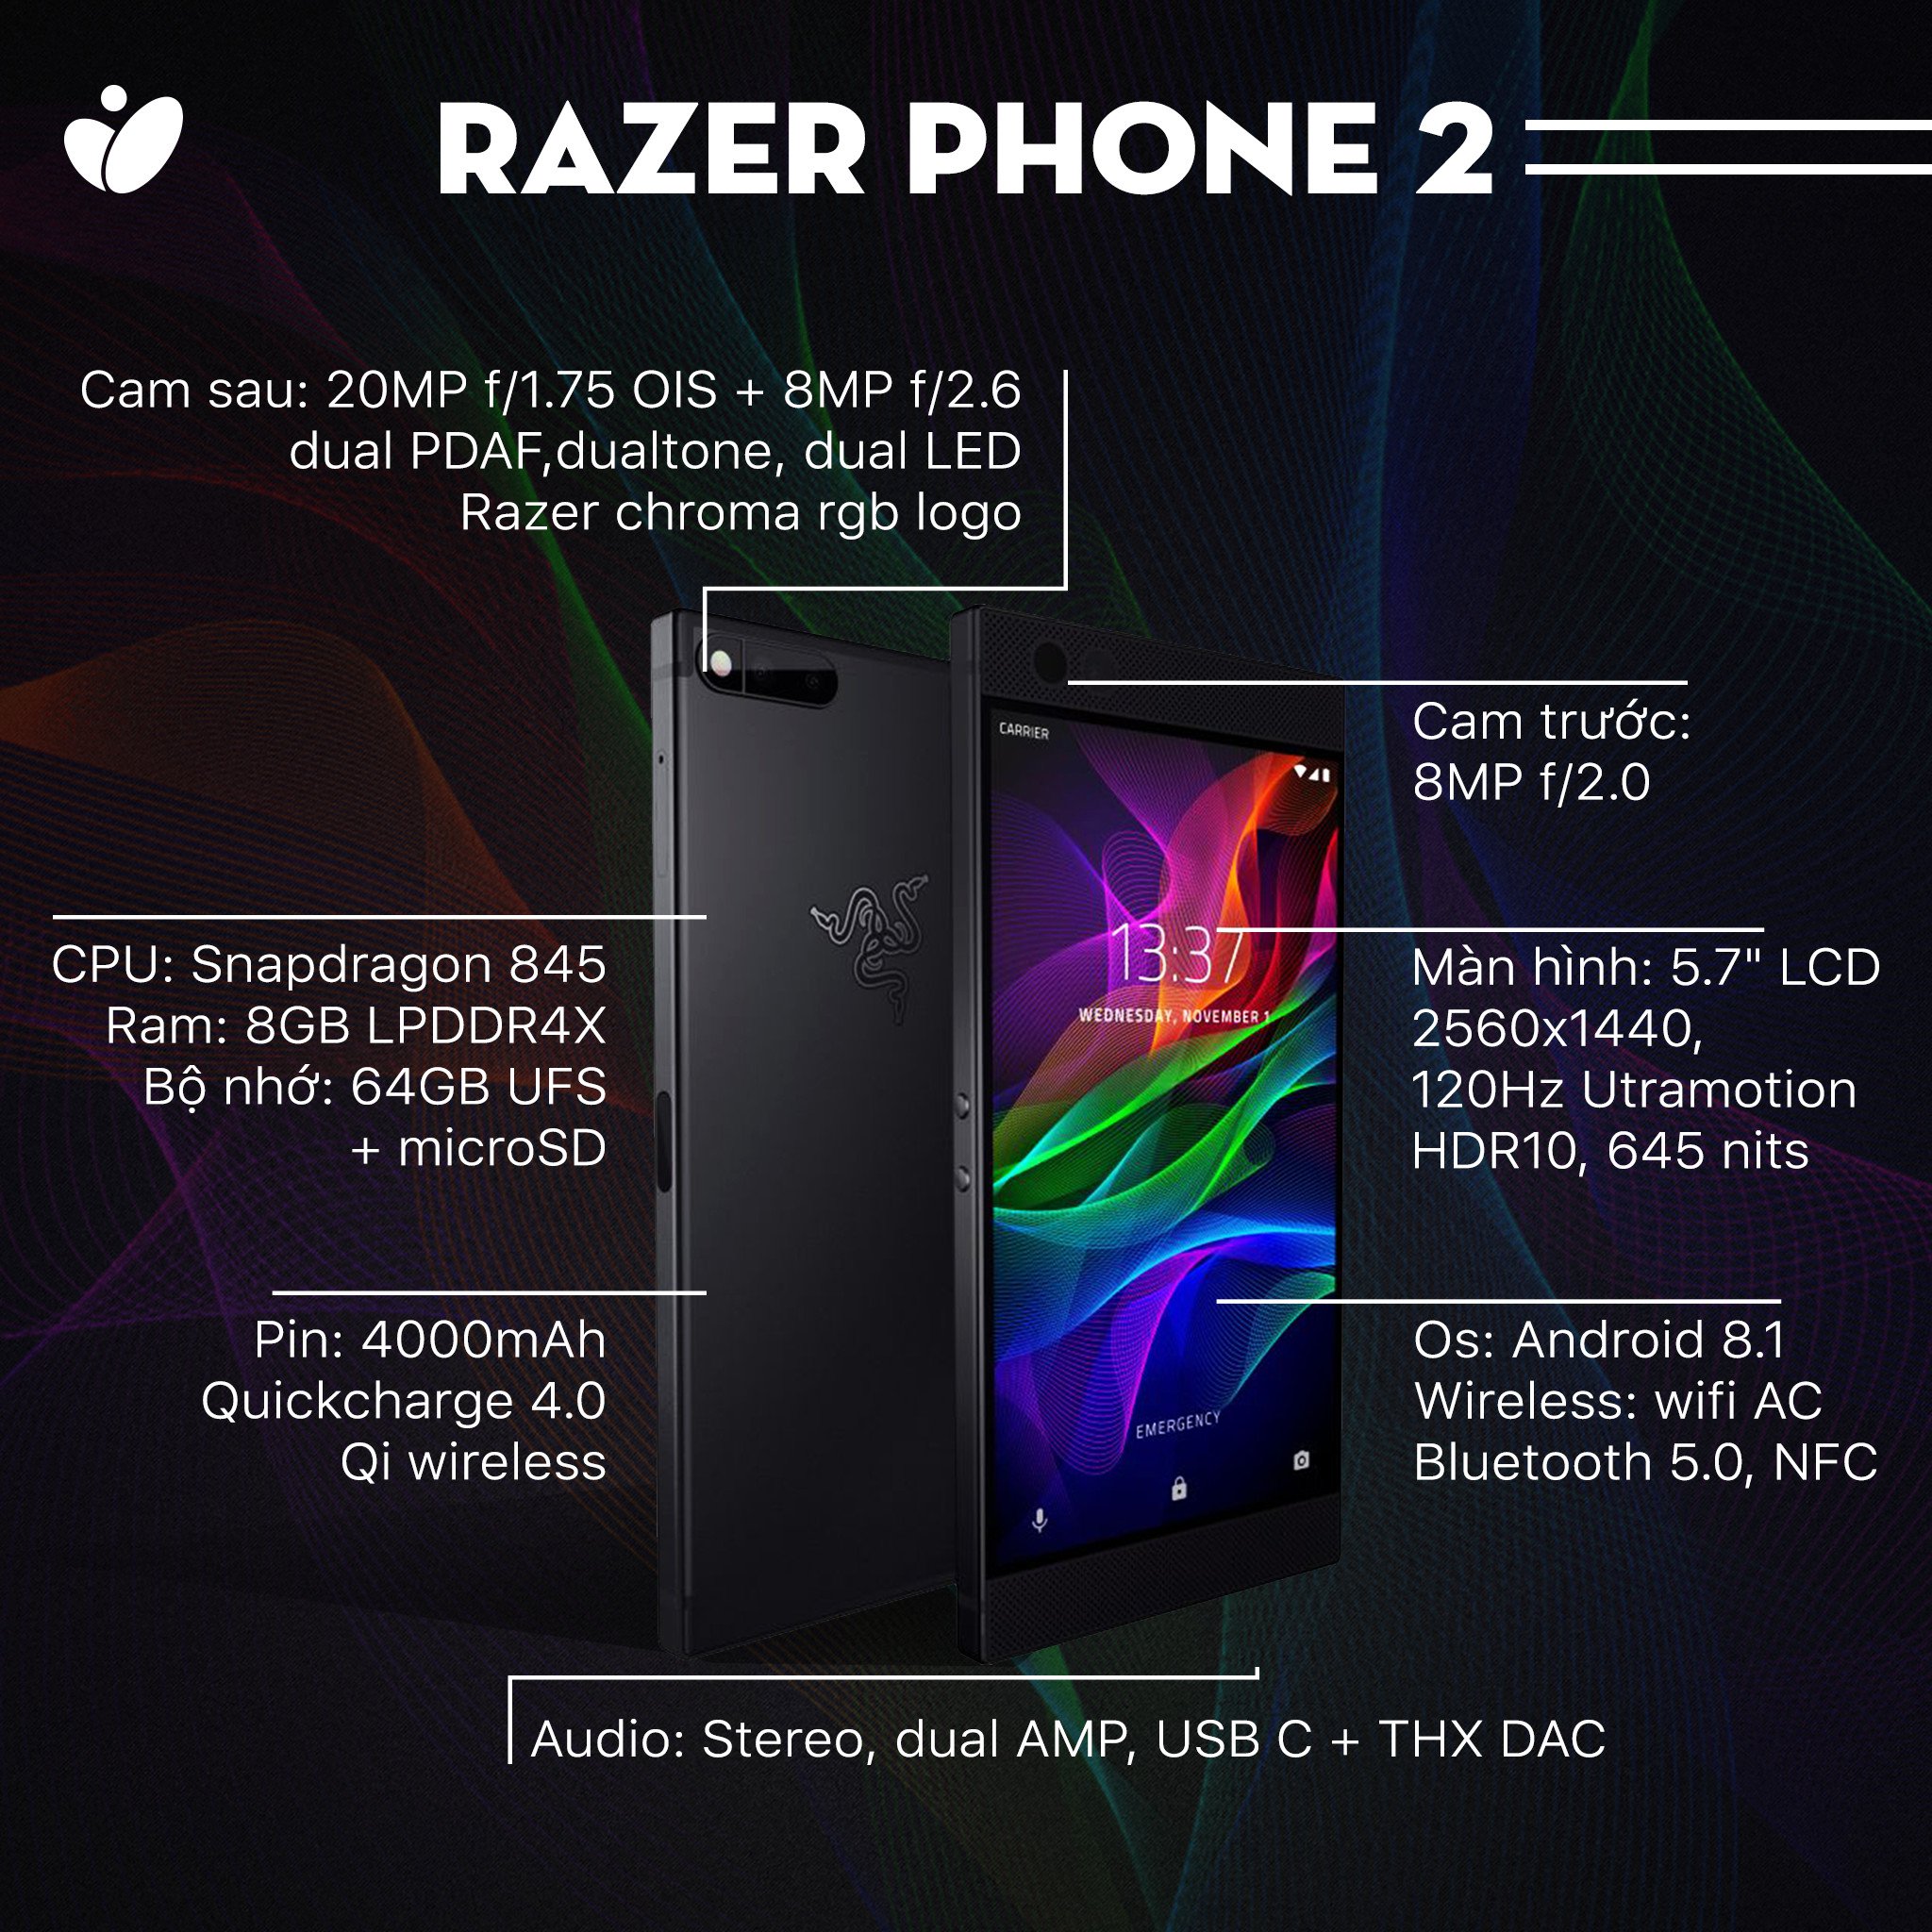 RAZER PHONE 2
Cam sau: 20MP f/1.75 OIS + 8MP f/2.6
dual PDAF,dualtone, dual LED
Razer chroma rgb logo
Cam trước:
8MP f/2.0
CARRIER
13:37
WEDNESDAY, NOVEMBER 1
EMERGENCY
CPU: Snapdragon 845
Ram: 8GB LPDDR4X
Bộ nhớ: 64GB UFS
+ microSD
Màn hình: 5.7" LCD
2560x1440,
120Hz Utramotion
HDR10, 645 nits
Pin: 4000mAh
Quickcharge 4.0
Qi wireless
Os: Android 8.1
Wireless: wifi AC
Bluetooth 5.0, NFC
Audio: Stereo, dual AMP, USB C + THX DAC